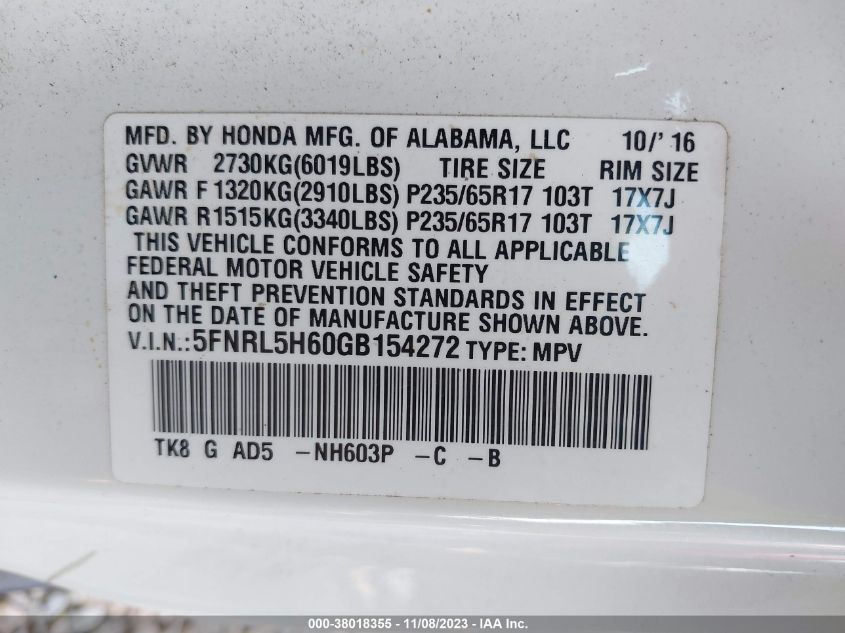 MFD. BY HONDA MFG. OF ALABAMA, LLC 10/'16
GVWR 2730KG(6019LBS) TIRE SIZE RIM SIZE
GAWR F 1320KG(2910LBS) P235/65R17 103T 17X7J
GAWR R1515KG(3340LBS) P235/65R17 103T 17X7J
THIS VEHICLE CONFORMS TO ALL APPLICABLE
FEDERAL MOTOR VEHICLE SAFETY
AND THEFT PREVENTION STANDARDS IN EFFECT
ON THE DATE OF MANUFACTURE SHOWN ABOVE.
V.I.N.:5FNRL5H60GB154272 TYPE: MPV
TK8 G AD5 -NH603P -C -B
000-38018355 - 11/08/2023 - IAA Inc.